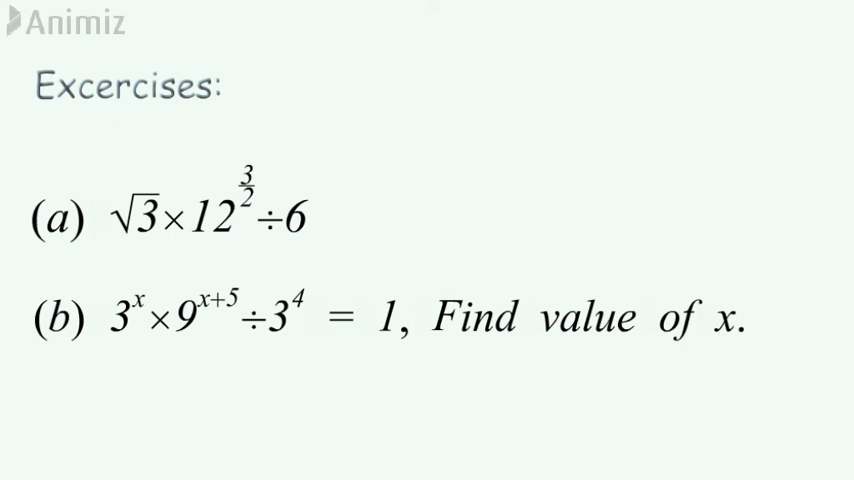 Animiz
Excercises:
(a) √3×12^(3/2)÷6
(b) 3^x×9^(x+5)÷3^4 = 1, Find value of x.